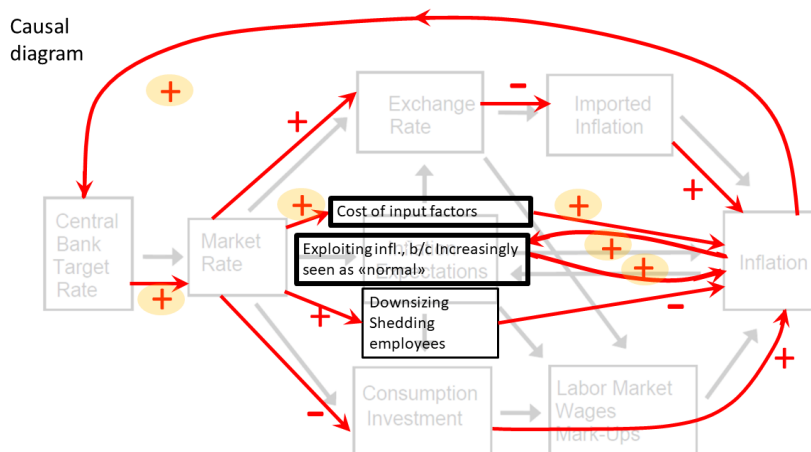 Causal
diagram
+
-
Exchange
Rate
Imported
Inflation
+
+
+
+
Cost of input factors
Central
Bank
Target
Rate
Market
Rate
Exploiting infl., b/c Increasingly
seen as «normal»
Expectations
+
+
Inflation
+
+
Downsizing
Shedding
employees
-
+
-
Consumption
Investment
Labor Market
Wages
Mark-Ups